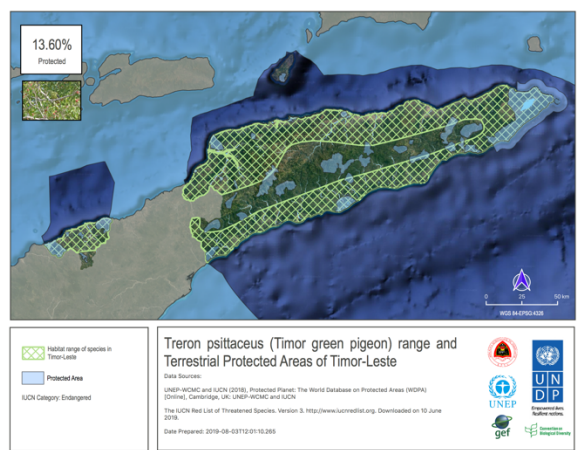 13.60%
Protected
0 25 50 km
WGS 84-EPSG:4326
Habitat range of species in
Timor-Leste
Protected Area
IUCN Category: Endangered
Treron psittaceus (Timor green pigeon) range and
Terrestrial Protected Areas of Timor-Leste
Data Sources:
UNEP-WCMC and IUCN (2018), Protected Planet: The World Database on Protected Areas (WDPA)
[Online], Cambridge, UK: UNEP-WCMC and IUCN
The IUCN Red List of Threatened Species. Version 3. http://www.iucnredlist.org. Downloaded on 10 June
2019.
Date Prepared: 2019-08-03T12:01:10.265
UNEP
gef
U N
D P
Empowered lives.
Resilient nations.
Convention on
Biological Diversity